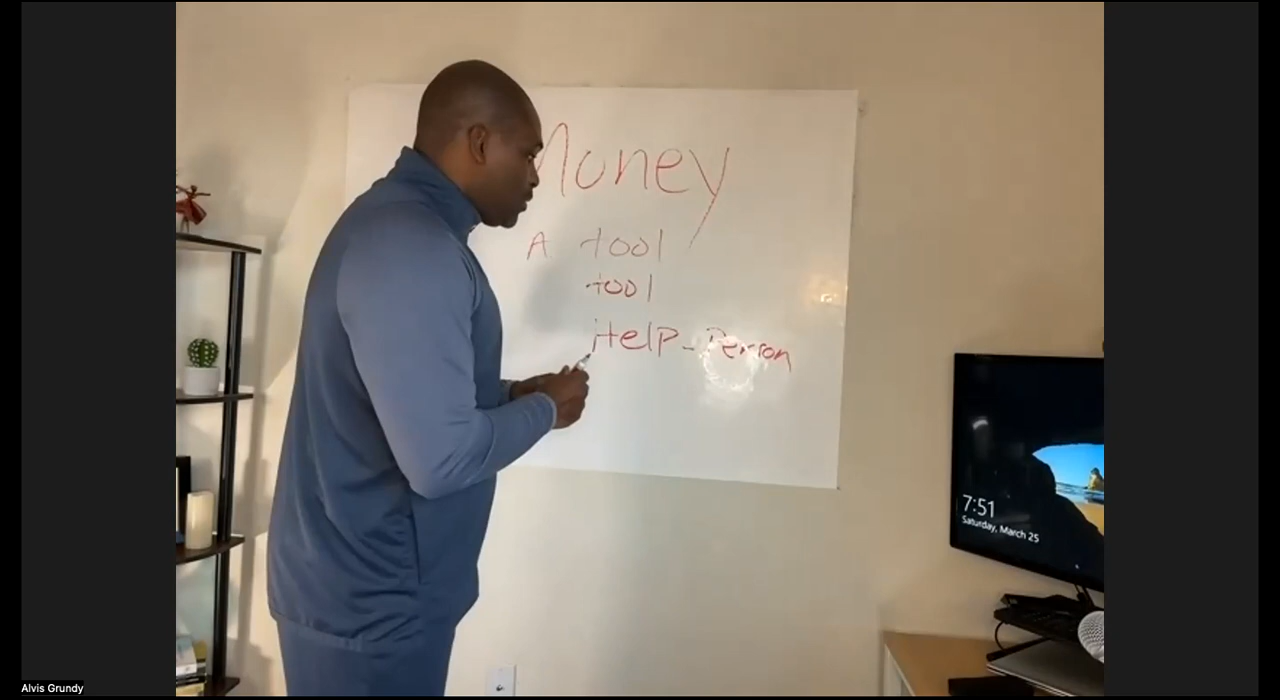 Money
A tool
tool
Help-Person
7:51
Saturday, March 25
Alvis Grundy